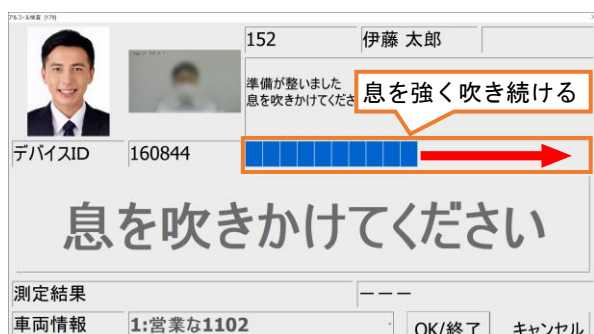 アルコール検査 [179]
152
伊藤 太郎
準備が整いました
息を吹きかけてくださ
息を強く吹き続ける
デバイスID
160844
息を吹きかけてください
測定結果
－－－
車両情報
1:営業な1102
OK/終了
キャンセル